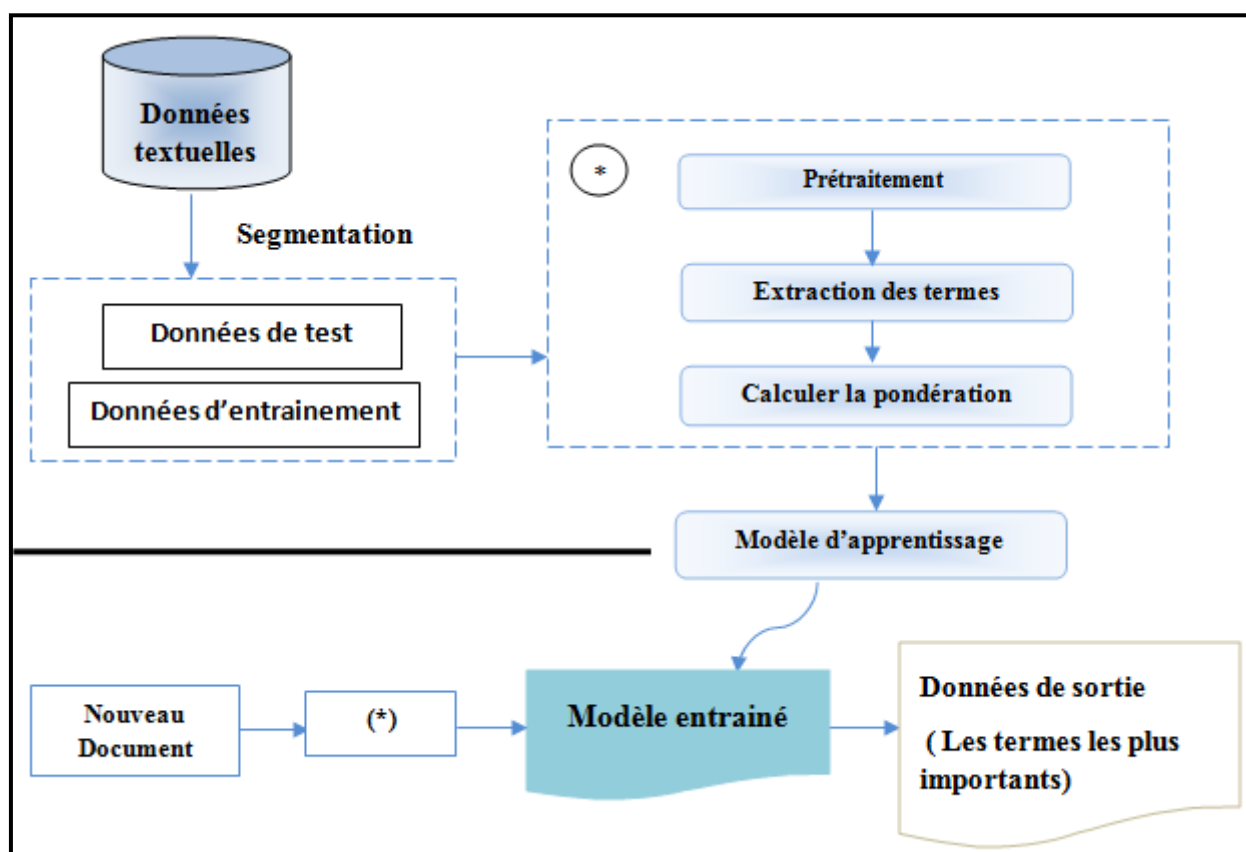 Données
textuelles
Segmentation
Données de test
Données d'entrainement
*
Prétraitement
Extraction des termes
Calculer la pondération
Modèle d'apprentissage
Nouveau
Document
(*)
Modèle entrainé
Données de sortie
( Les termes les plus
importants)